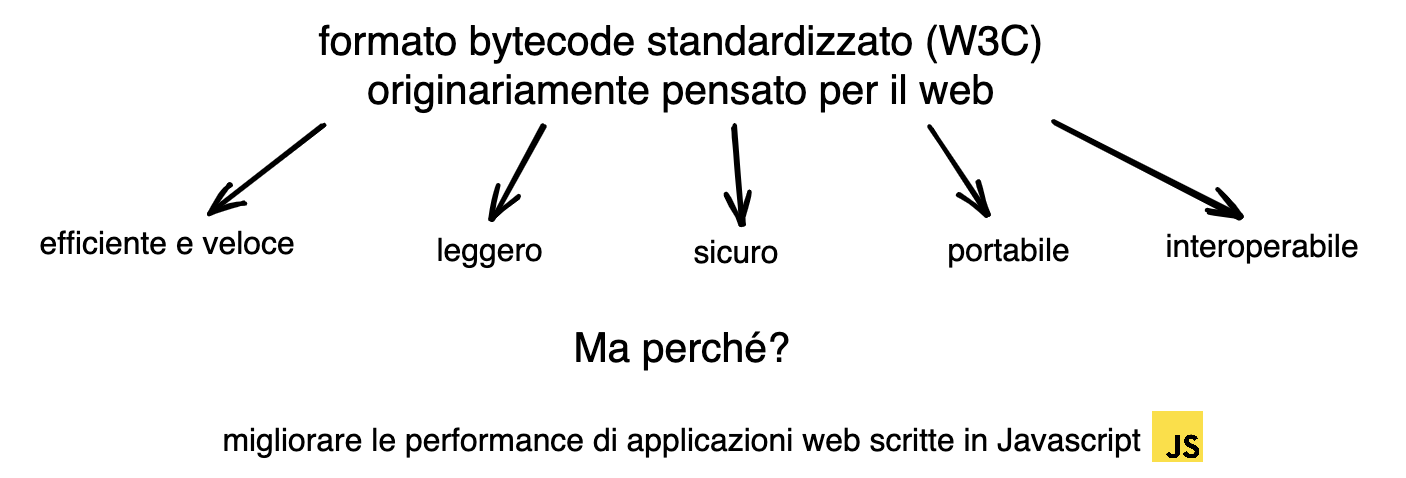 formato bytecode standardizzato (W3C)
originariamente pensato per il web
efficiente e veloce
leggero
sicuro
portabile
interoperabile
Ma perché?
migliorare le performance di applicazioni web scritte in Javascript JS